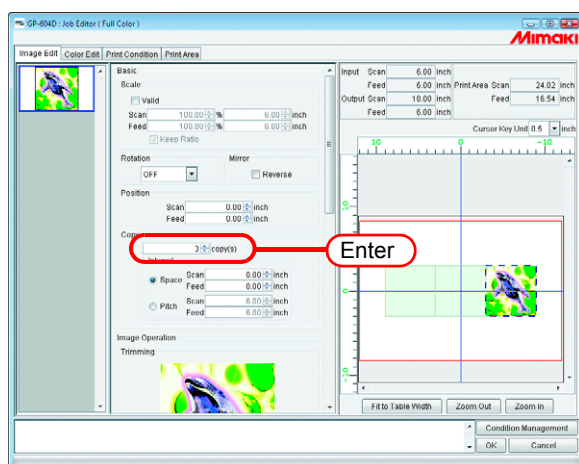 GP-604D : Job Editor ( Full Color )
Mimaki
Image Edit Color Edit Print Condition Print Area
Basic
Scale
Valid
Scan 100.00 % 6.00 inch
Feed 100.00 % 6.00 inch
Keep Ratio
Rotation Mirror
OFF Reverse
Position
Scan 0.00 inch
Feed 0.00 inch
Copy
3 copy(s)
Interval
Space Scan 0.00 inch
Feed 0.00 inch
Pitch Scan 6.00 inch
Feed 6.00 inch
Image Operation
Trimming
Enter
Input Scan 6.00 inch
Feed 6.00 inch Print Area Scan 24.02 inch
Output Scan 18.00 inch Feed 16.54 inch
Feed 6.00 inch
Cursor Key Unit 0.5 inch
10 0 -10
10
0
-10
Fit to Table Width Zoom Out Zoom In
Condition Management
OK Cancel